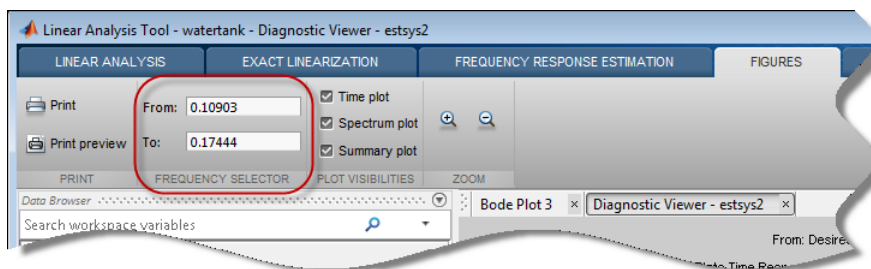 Linear Analysis Tool - watertank - Diagnostic Viewer - estsys2
LINEAR ANALYSIS EXACT LINEARIZATION FREQUENCY RESPONSE ESTIMATION FIGURES
Print From: 0.10903 Time plot
Spectrum plot
Print preview To: 0.17444 Summary plot
PRINT FREQUENCY SELECTOR PLOT VISIBILITIES ZOOM
Data Browser Bode Plot 3 × Diagnostic Viewer - estsys2 ×
Search workspace variables
From: Desire